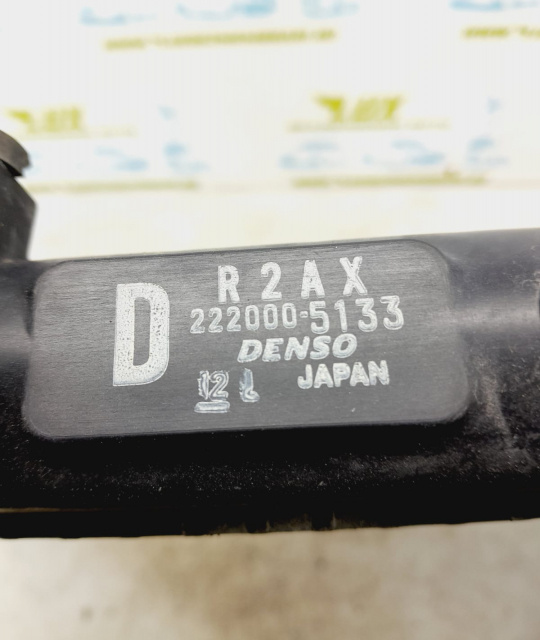 D
R2AX
222000-5133
DENSO
JAPAN
12